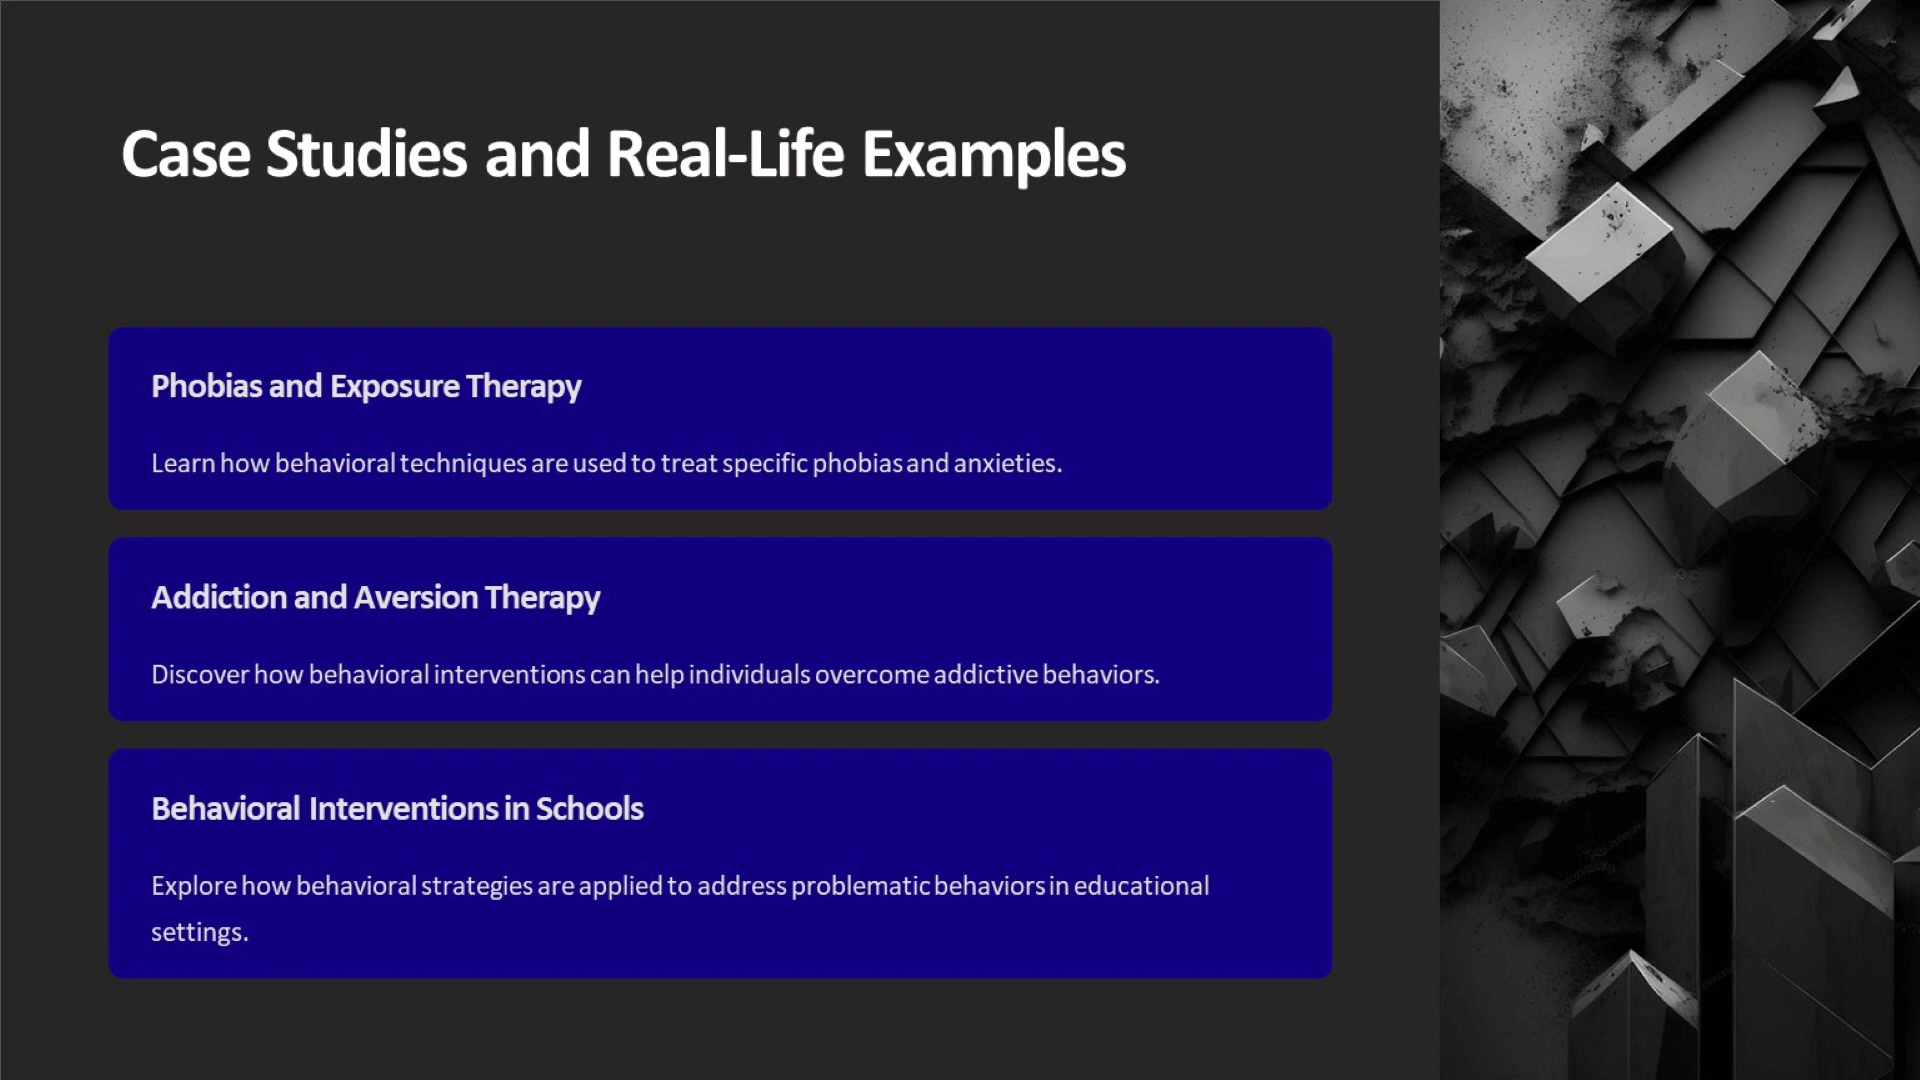 Case Studies and Real-Life Examples
Phobias and Exposure Therapy
Learn how behavioral techniques are used to treat specific phobias and anxieties.
Addiction and Aversion Therapy
Discover how behavioral interventions can help individuals overcome addictive behaviors.
Behavioral Interventions in Schools
Explore how behavioral strategies are applied to address problematic behaviors in educational
settings.